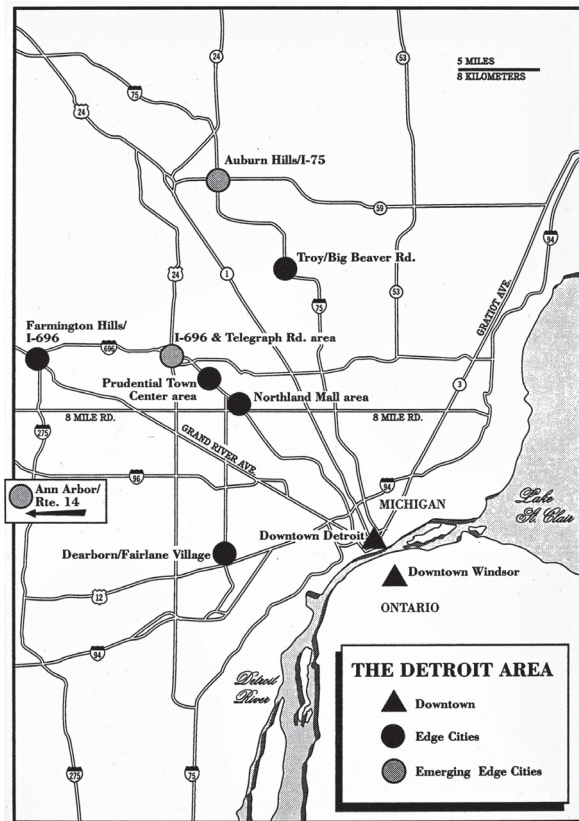 24
53
5 MILES
8 KILOMETERS
75
24
Auburn Hills/I-75
59
94
Troy/Big Beaver Rd.
24
1
53
75
GRATIOT AVE.
Farmington Hills/
I-696
696
I-696 & Telegraph Rd. area
Prudential Town
Center area
3
Northland Mall area
8 MILE RD.
8 MILE RD.
275
GRAND RIVER AVE.
96
94
Ann Arbor/
Rte. 14
MICHIGAN
Lake
St. Clair
Downtown Detroit
Dearborn/Fairlane Village
Downtown Windsor
12
ONTARIO
94
Detroit
River
THE DETROIT AREA
Downtown
Edge Cities
Emerging Edge Cities
275
75